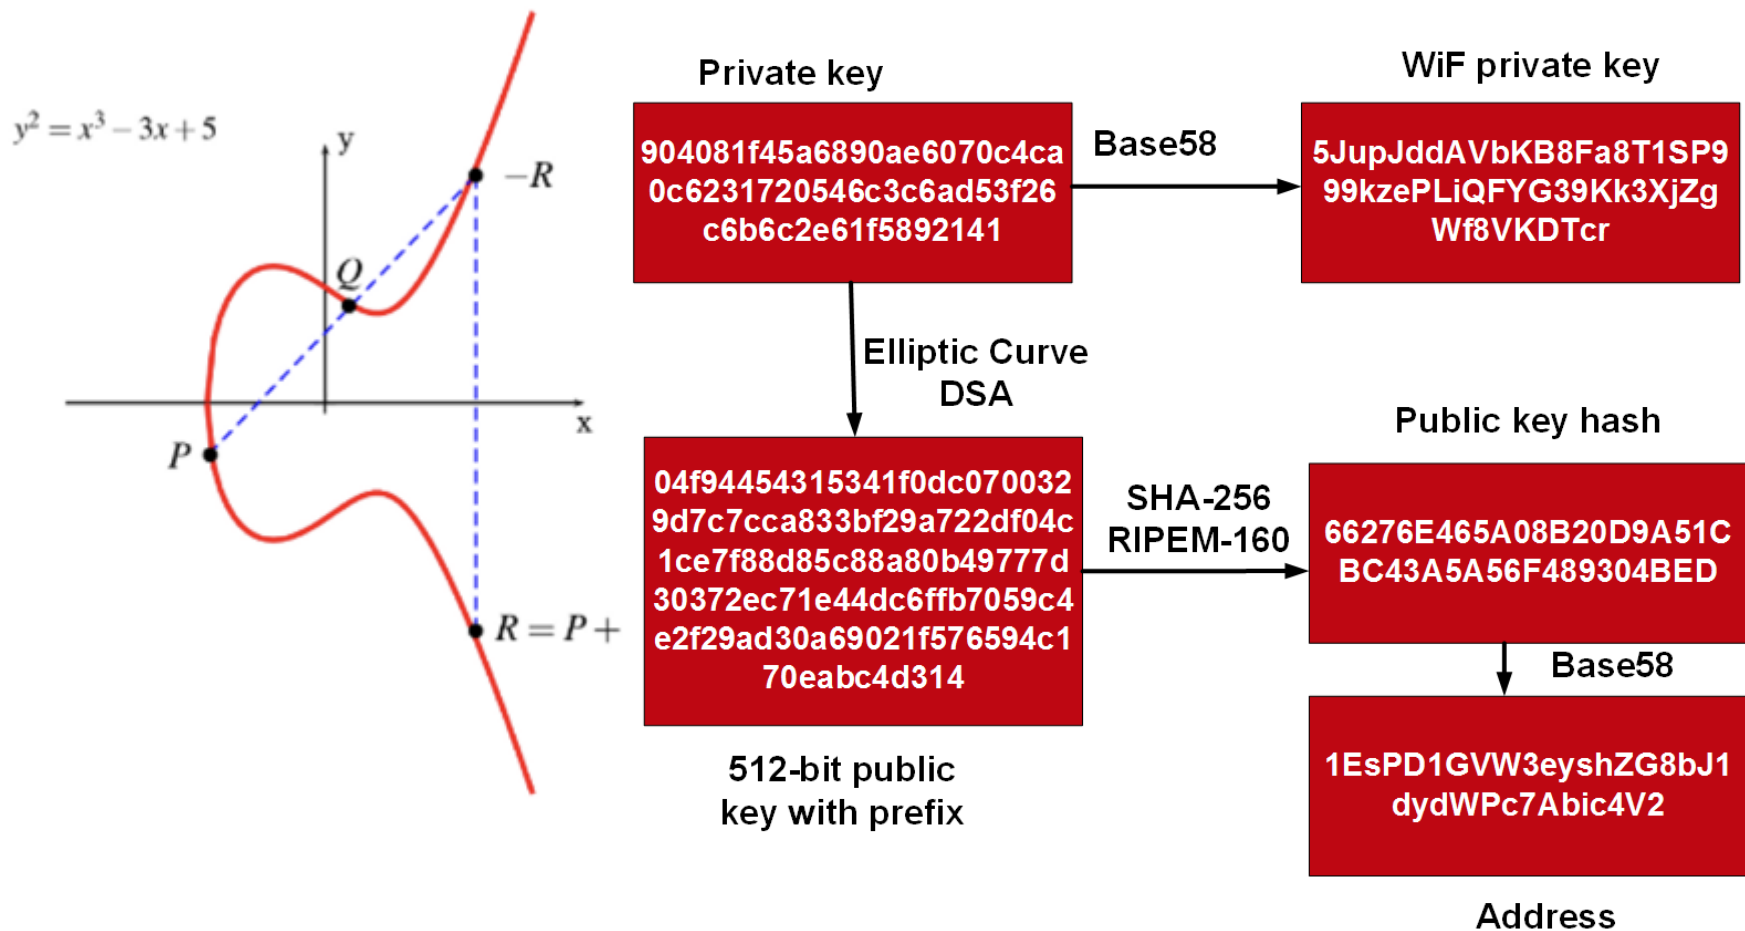 y² = x³ − 3x + 5
y
−R
Q
x
P
R = P +
Private key
904081f45a6890ae6070c4ca
0c6231720546c3c6ad53f26
c6b6c2e61f5892141
Base58
WiF private key
5JupJddAVbKB8Fa8T1SP9
99kzePLiQFYG39Kk3XjZg
Wf8VKDTcr
Elliptic Curve
DSA
04f94454315341f0dc070032
9d7c7cca833bf29a722df04c
1ce7f88d85c88a80b49777d
30372ec71e44dc6ffb7059c4
e2f29ad30a69021f576594c1
70eabc4d314
512-bit public
key with prefix
SHA-256
RIPEM-160
Public key hash
66276E465A08B20D9A51C
BC43A5A56F489304BED
Base58
1EsPD1GVW3eyshZG8bJ1
dydWPc7Abic4V2
Address